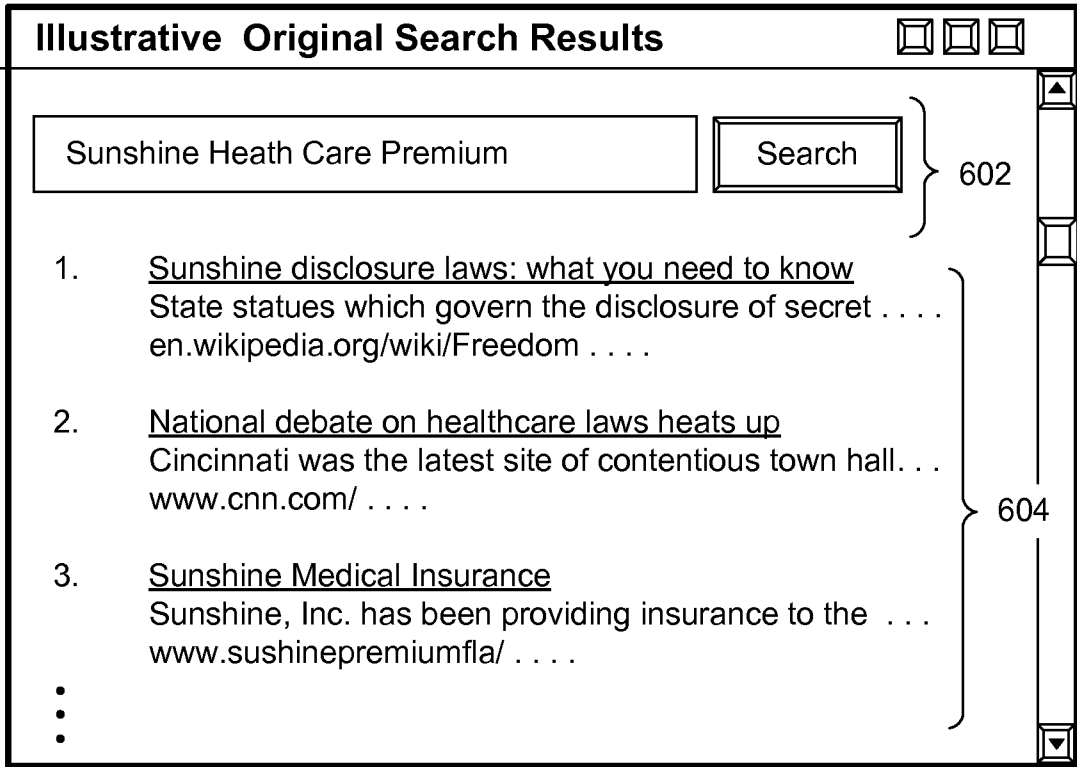 Illustrative Original Search Results
Sunshine Heath Care Premium
Search
602
1. Sunshine disclosure laws: what you need to know
State statues which govern the disclosure of secret . . . .
en.wikipedia.org/wiki/Freedom . . . .
2. National debate on healthcare laws heats up
Cincinnati was the latest site of contentious town hall. . .
www.cnn.com/ . . . .
604
3. Sunshine Medical Insurance
Sunshine, Inc. has been providing insurance to the . . .
www.sushinepremiumfla/ . . . .